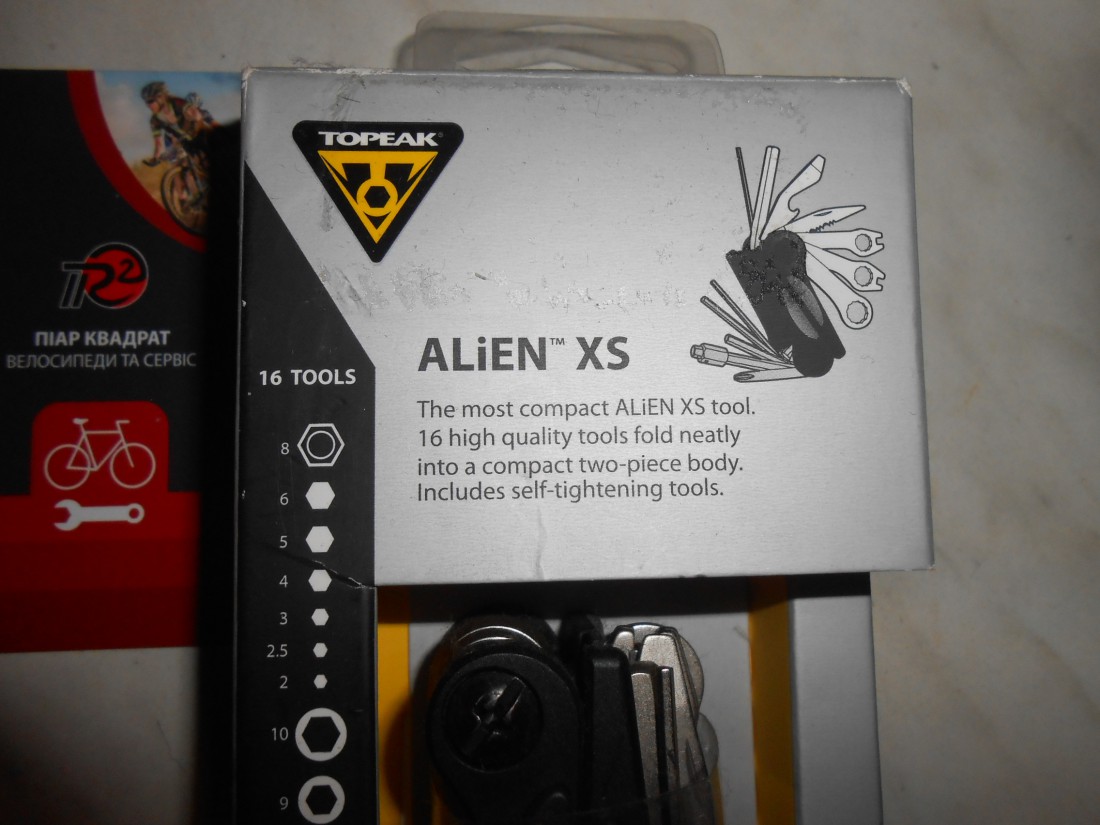 TOPEAK®
P2
ПІАР КВАДРАТ
ВЕЛОСИПЕДИ ТА СЕРВІС
ALiEN™ XS
The most compact ALiEN XS tool.
16 high quality tools fold neatly
into a compact two-piece body.
Includes self-tightening tools.
16 TOOLS
8
6
5
4
3
2.5
2
10
9